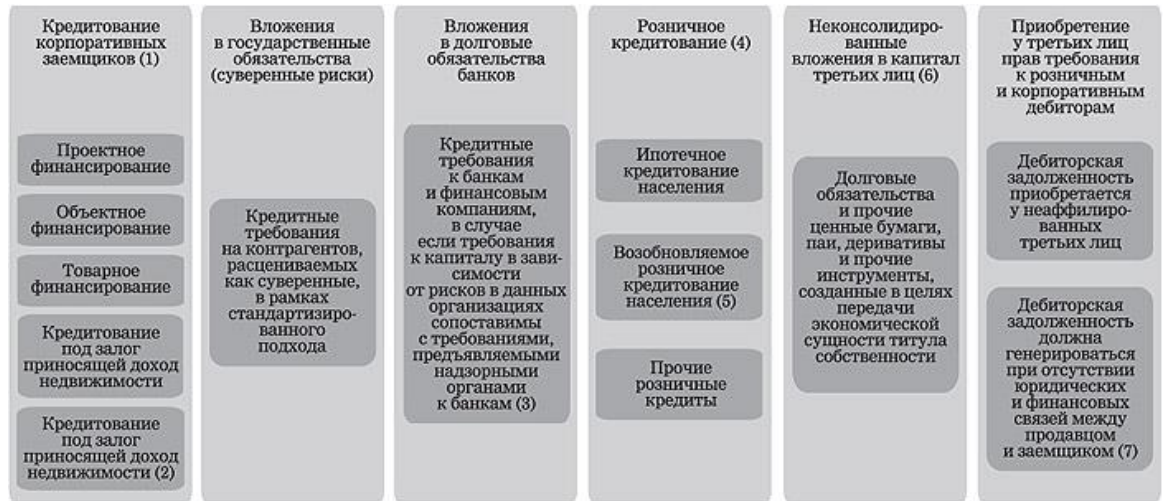 Кредитование
корпоративных
заемщиков (1)
Проектное
финансирование
Объектное
финансирование
Товарное
финансирование
Кредитование
под залог
приносящей доход
недвижимости
Кредитование
под залог
приносящей доход
недвижимости (2)
Вложения
в государственные
обязательства
(суверенные риски)
Кредитные
требования
на контрагентов,
расцениваемых
как суверенные,
в рамках
стандартизиро-
ванного
подхода
Вложения
в долговые
обязательства
банков
Кредитные
требования
к банкам
и финансовым
компаниям,
в случае
если требования
к капиталу в зави-
симости
от рисков в данных
организациях
сопоставимы
с требованиями,
предъявляемыми
надзорными
органами
к банкам (3)
Розничное
кредитование (4)
Ипотечное
кредитование
населения
Возобновляемое
розничное
кредитование
населения (5)
Прочие
розничные
кредиты
Неконсолидиро-
ванные
вложения в капитал
третьих лиц (6)
Долговые
обязательства
и прочие
ценные бумаги,
паи, деривативы
и прочие
инструменты,
созданные в целях
передачи
экономической
сущности титула
собственности
Приобретение
у третьих лиц
прав требования
к розничным
и корпоративным
дебиторам
Дебиторская
задолженность
приобретается
у неаффилиро-
ванных
третьих лиц
Дебиторская
задолженность
должна
генерироваться
при отсутствии
юридических
и финансовых
связей между
продавцом
и заемщиком (7)